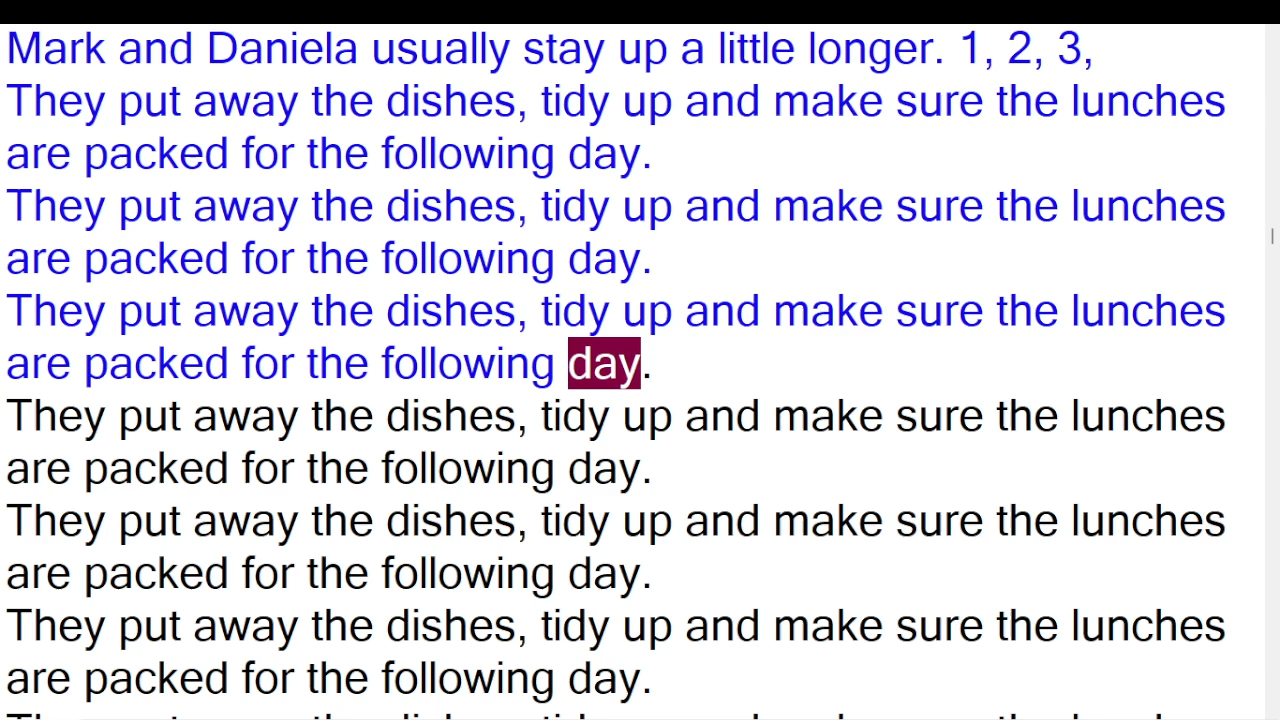 Mark and Daniela usually stay up a little longer. 1, 2, 3,
They put away the dishes, tidy up and make sure the lunches
are packed for the following day.
They put away the dishes, tidy up and make sure the lunches
are packed for the following day.
They put away the dishes, tidy up and make sure the lunches
are packed for the following day.
They put away the dishes, tidy up and make sure the lunches
are packed for the following day.
They put away the dishes, tidy up and make sure the lunches
are packed for the following day.
They put away the dishes, tidy up and make sure the lunches
are packed for the following day.